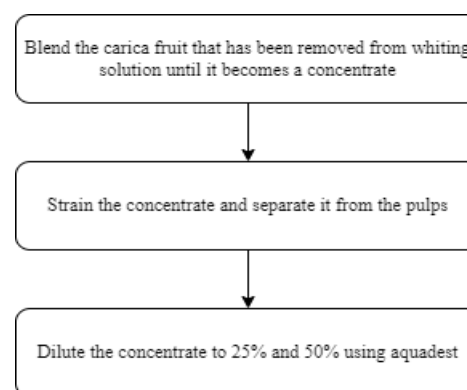 Blend the carica fruit that has been removed from whiting
solution until it becomes a concentrate
Strain the concentrate and separate it from the pulps
Dilute the concentrate to 25% and 50% using aquadest